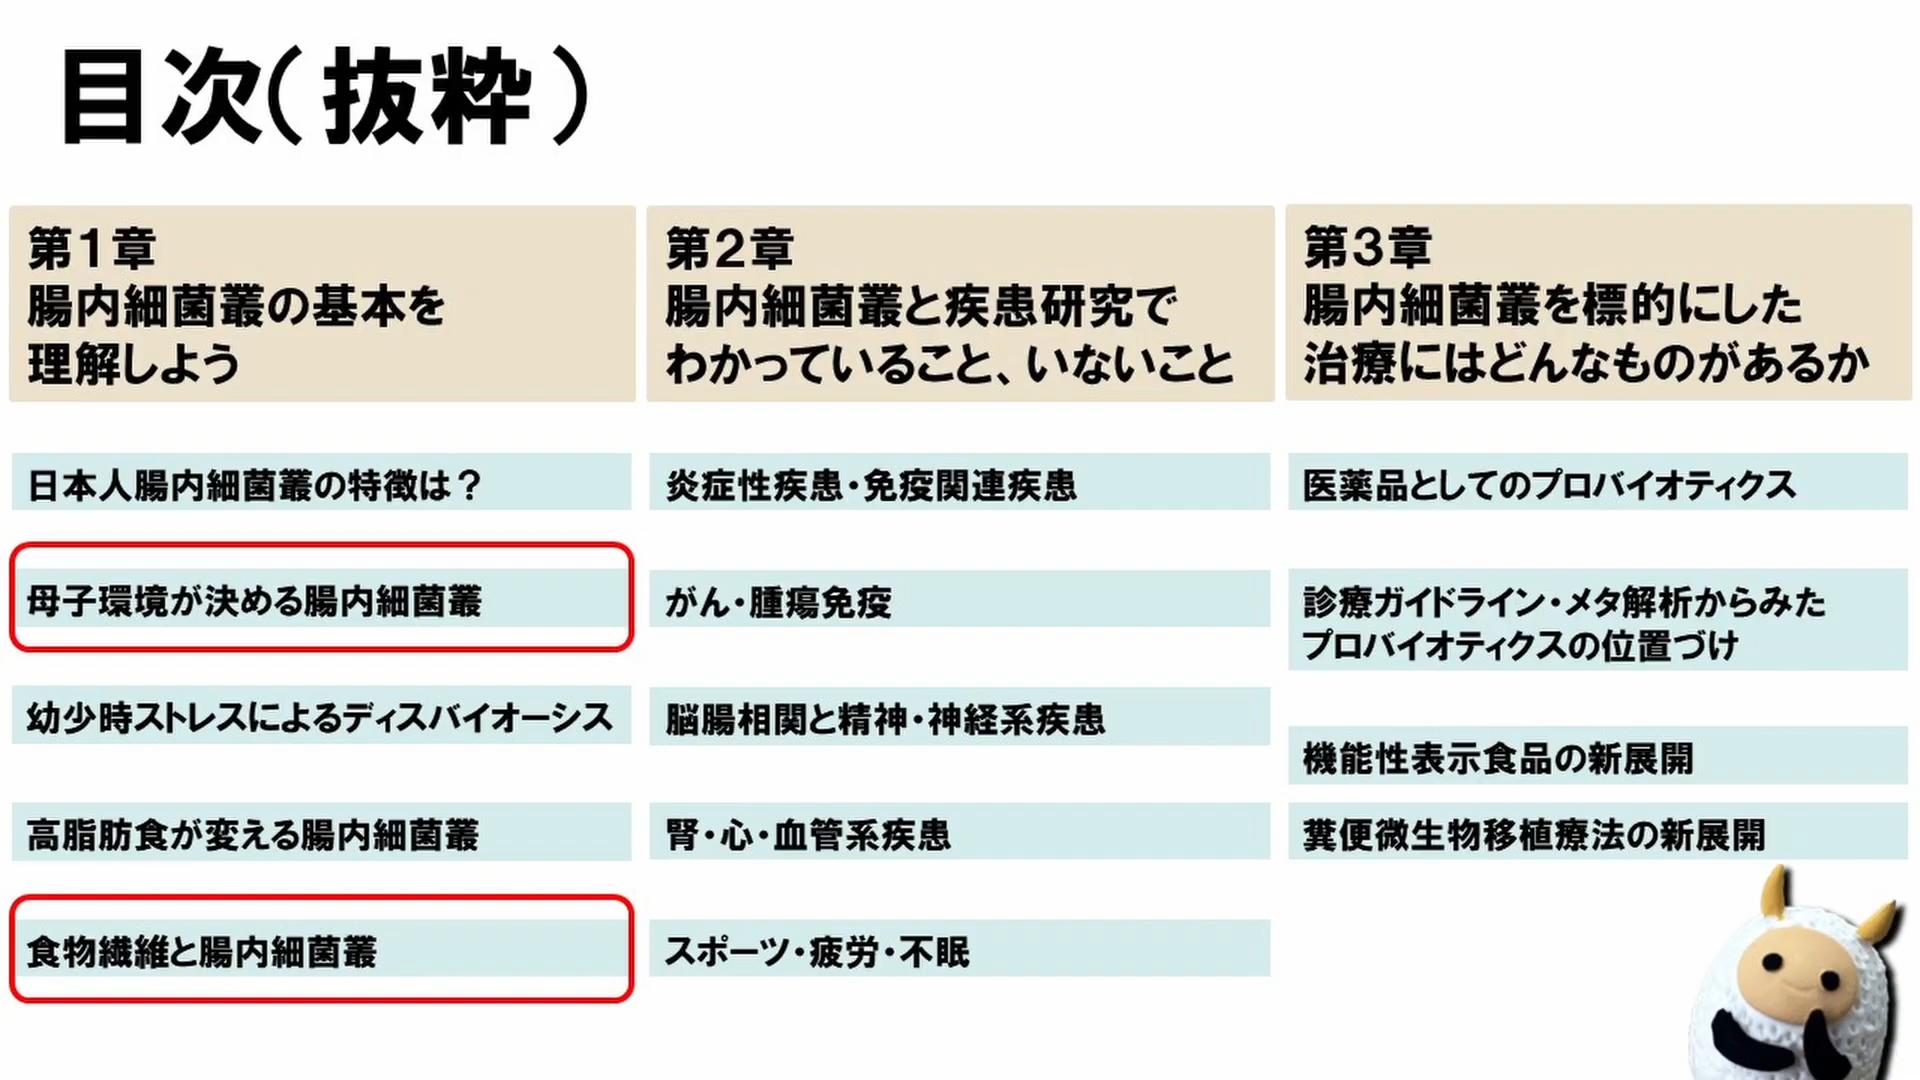 目次（抜粋）
第1章
腸内細菌叢の基本を
理解しよう
日本人腸内細菌叢の特徴は？
母子環境が決める腸内細菌叢
幼少時ストレスによるディスバイオーシス
高脂肪食が変える腸内細菌叢
食物繊維と腸内細菌叢
第2章
腸内細菌叢と疾患研究で
わかっていること、いないこと
炎症性疾患・免疫関連疾患
がん・腫瘍免疫
脳腸相関と精神・神経系疾患
腎・心・血管系疾患
スポーツ・疲労・不眠
第3章
腸内細菌叢を標的にした
治療にはどんなものがあるか
医薬品としてのプロバイオティクス
診療ガイドライン・メタ解析からみた
プロバイオティクスの位置づけ
機能性表示食品の新展開
糞便微生物移植療法の新展開